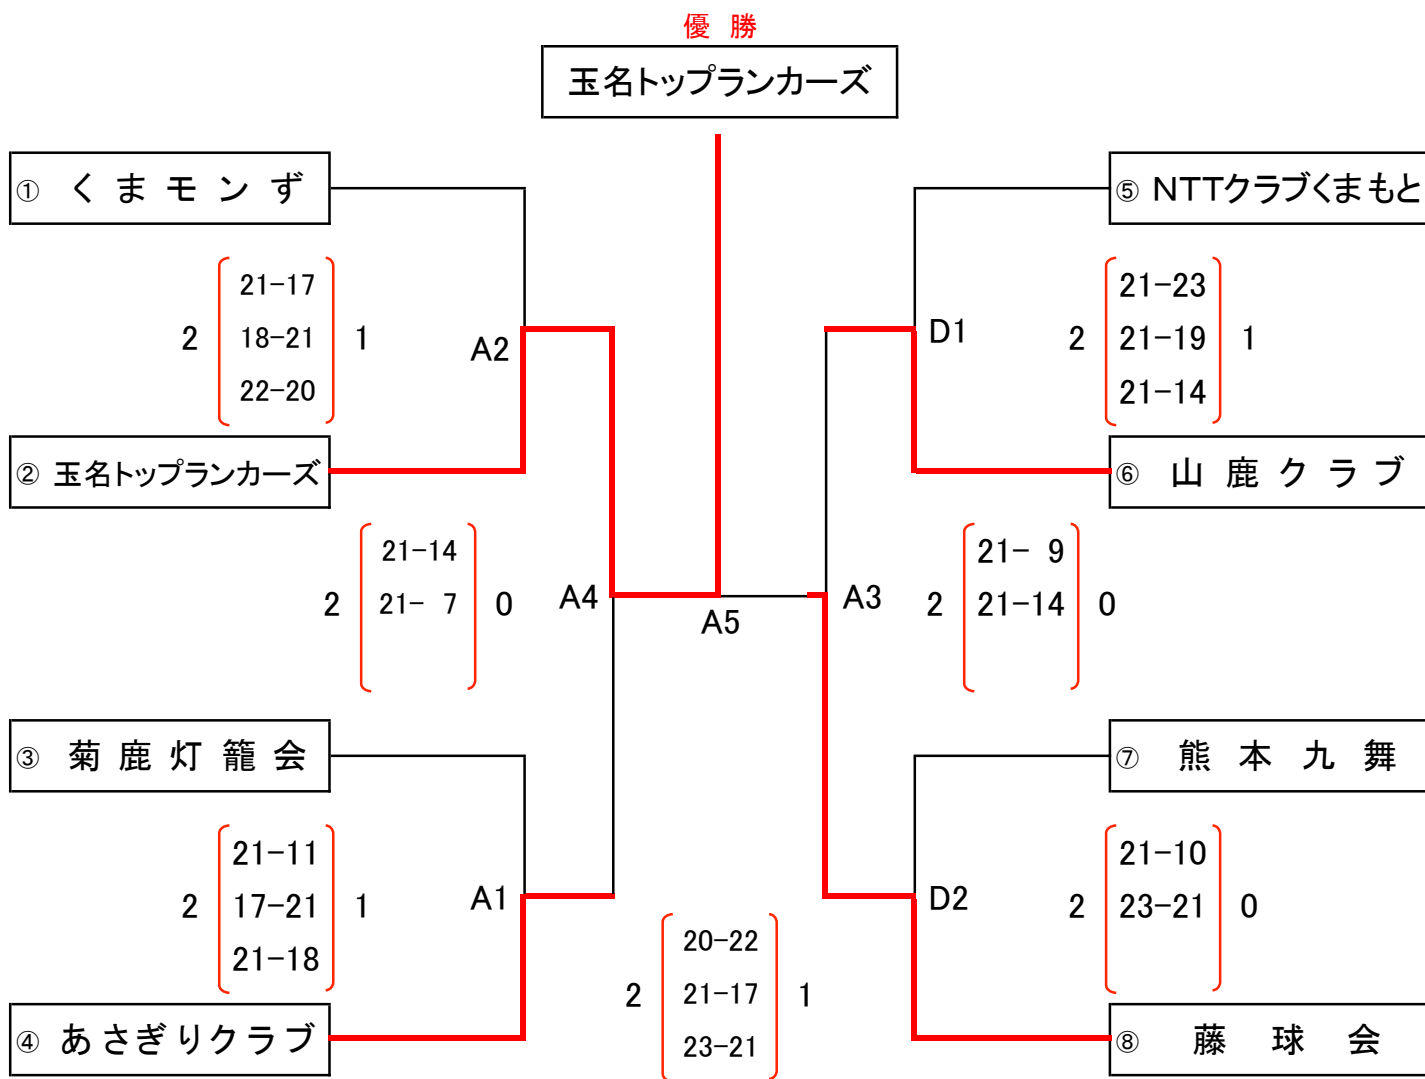 優 勝
玉名トップランカーズ
① くまモンず
⑤ NTTクラブくまもと
21-17
2 18-21 1
22-20
A2
D1
21-23
2 21-19 1
21-14
② 玉名トップランカーズ
⑥ 山鹿クラブ
21-14
2 21- 7 0
A4
A5
A3
21- 9
2 21-14 0
③ 菊鹿灯籠会
⑦ 熊本九舞
21-11
2 17-21 1
21-18
A1
D2
21-10
2 23-21 0
20-22
2 21-17 1
23-21
④ あさぎりクラブ
⑧ 藤球会